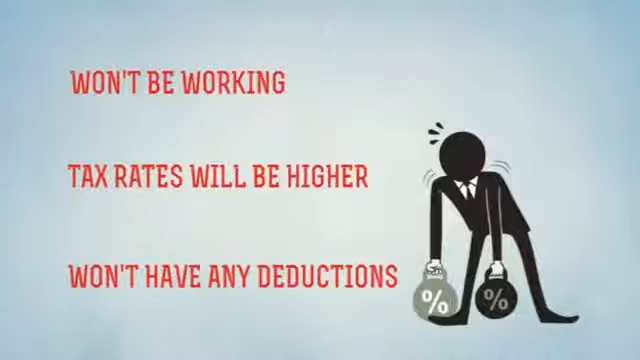 WON'T BE WORKING
TAX RATES WILL BE HIGHER
WON'T HAVE ANY DEDUCTIONS
%
%